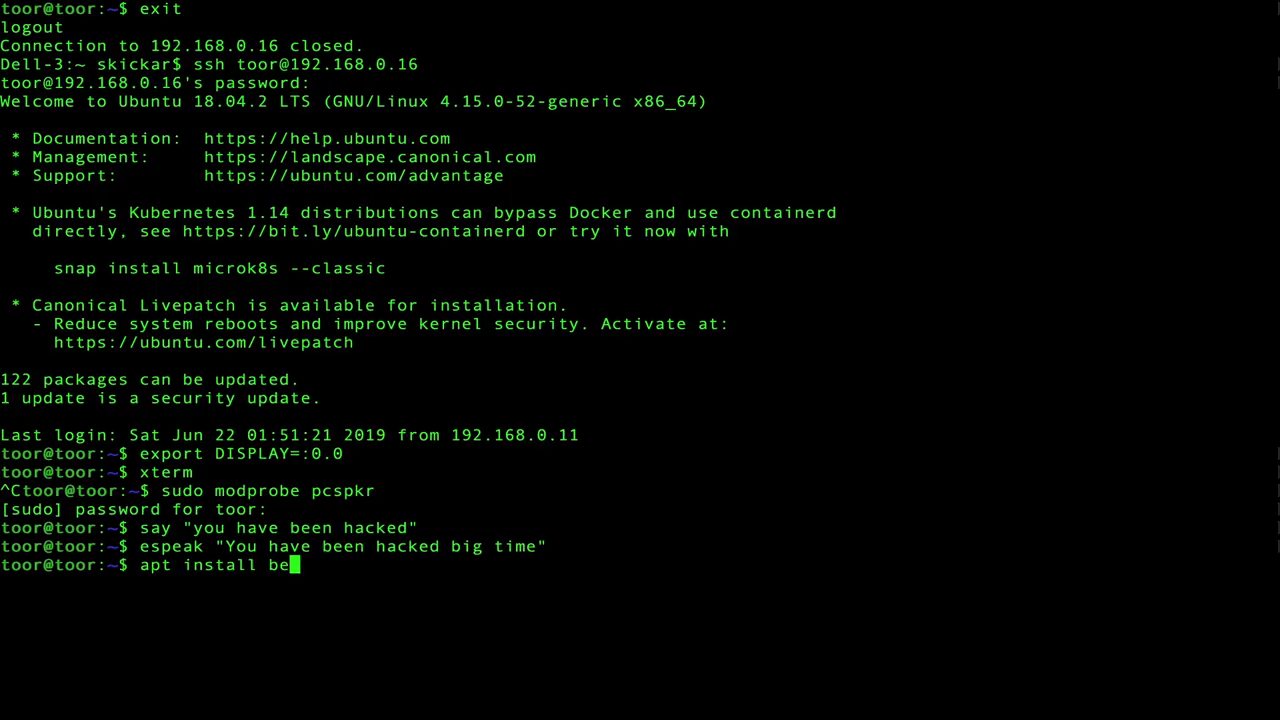 toor@toor:~$ exit
logout
Connection to 192.168.0.16 closed.
Dell-3:~ skickar$ ssh toor@192.168.0.16
toor@192.168.0.16's password:
Welcome to Ubuntu 18.04.2 LTS (GNU/Linux 4.15.0-52-generic x86_64)
* Documentation:  https://help.ubuntu.com
* Management:     https://landscape.canonical.com
* Support:        https://ubuntu.com/advantage
* Ubuntu's Kubernetes 1.14 distributions can bypass Docker and use containerd
directly, see https://bit.ly/ubuntu-containerd or try it now with
snap install microk8s --classic
* Canonical Livepatch is available for installation.
- Reduce system reboots and improve kernel security. Activate at:
https://ubuntu.com/livepatch
122 packages can be updated.
1 update is a security update.
Last login: Sat Jun 22 01:51:21 2019 from 192.168.0.11
toor@toor:~$ export DISPLAY=:0.0
toor@toor:~$ xterm
^Ctoor@toor:~$ sudo modprobe pcspkr
[sudo] password for toor:
toor@toor:~$ say "you have been hacked"
toor@toor:~$ espeak "You have been hacked big time"
toor@toor:~$ apt install be